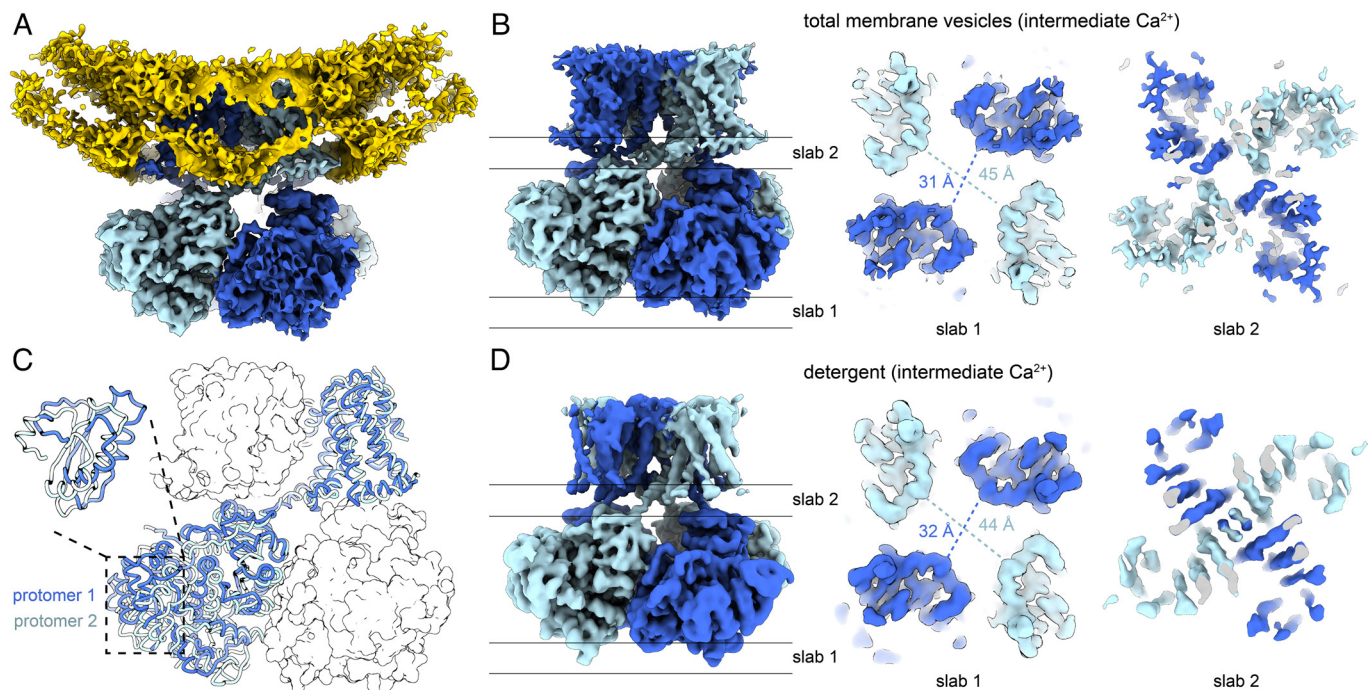 A
B
total membrane vesicles (intermediate Ca²⁺)
slab 2
slab 1
31 Å
45 Å
slab 1
slab 2
C
protomer 1
protomer 2
D
detergent (intermediate Ca²⁺)
slab 2
slab 1
32 Å
44 Å
slab 1
slab 2